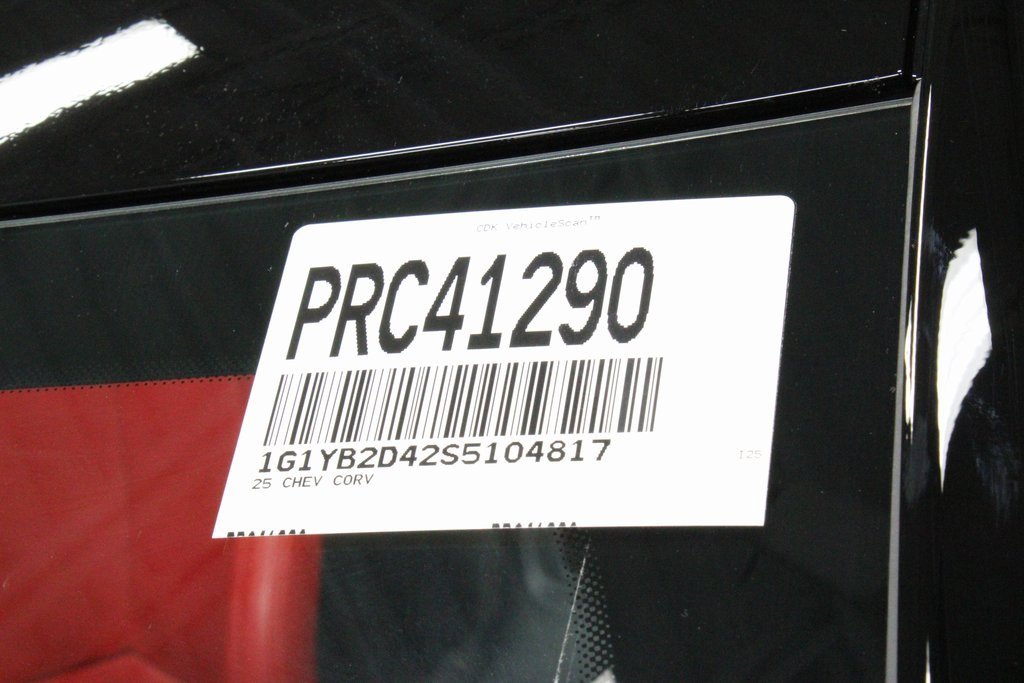 CDK VehicleScan™
PRC41290
1G1YB2D42S5104817
25 CHEV CORV
I25